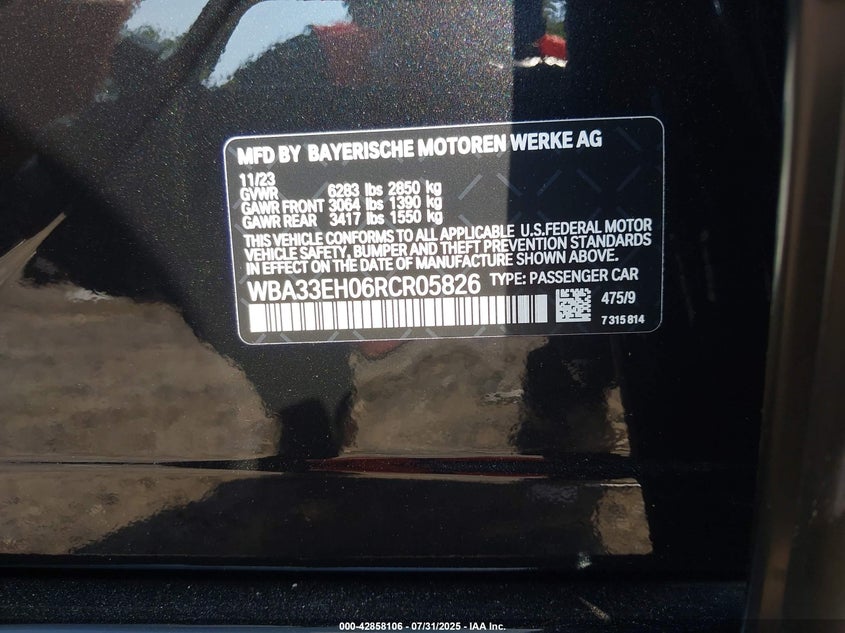 MFD BY BAYERISCHE MOTOREN WERKE AG
11/23
GVWR 6283 lbs 2850 kg
GAWR FRONT 3064 lbs 1390 kg
GAWR REAR 3417 lbs 1550 kg
THIS VEHICLE CONFORMS TO ALL APPLICABLE U.S.FEDERAL MOTOR
VEHICLE SAFETY, BUMPER AND THEFT PREVENTION STANDARDS
IN EFFECT ON THE DATE OF MANUFACTURE SHOWN ABOVE.
WBA33EH06RCR05826 TYPE: PASSENGER CAR
475/9
7 315 814
000-42858106 - 07/31/2025 - IAA Inc.